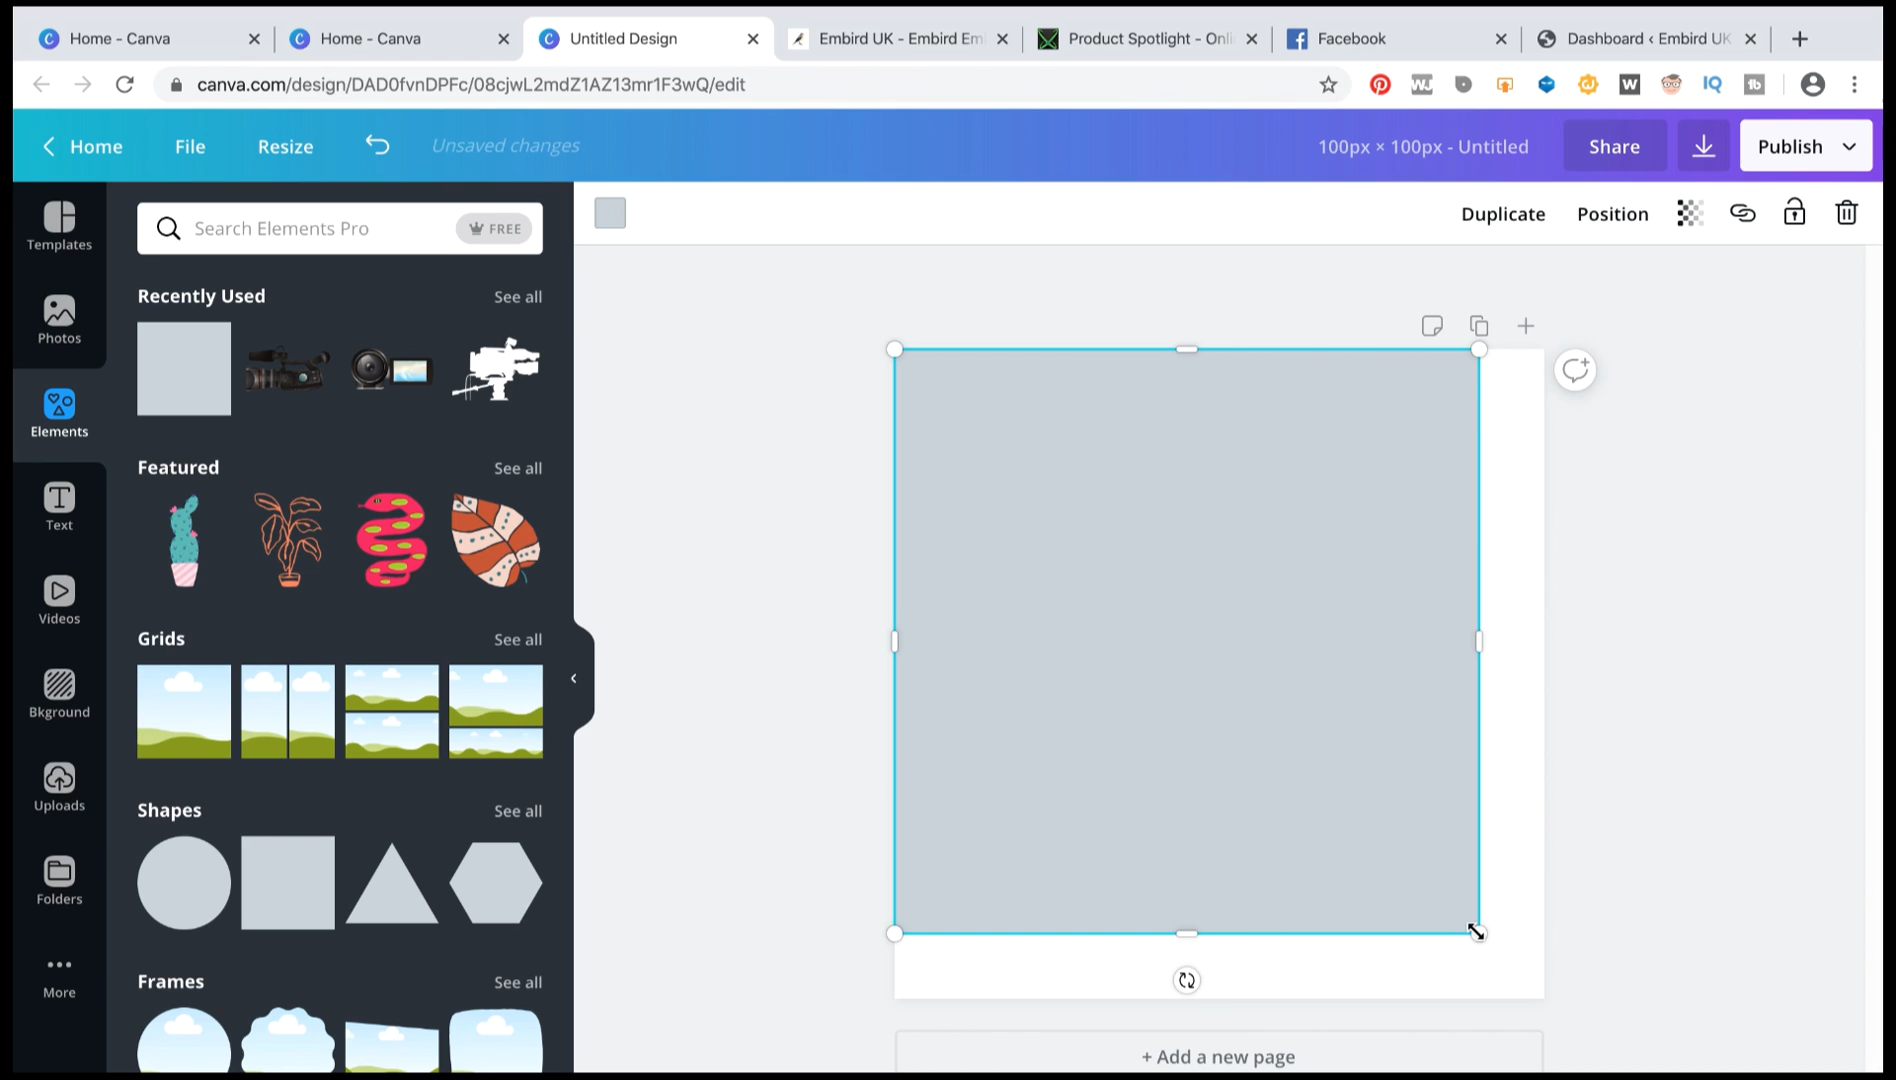 Home - Canva
Home - Canva
Untitled Design
Embird UK - Embird Em
Product Spotlight - Onli
Facebook
Dashboard ‹ Embird UK
canva.com/design/DAD0fvnDPFc/08cjwL2mdZ1AZ13mr1F3wQ/edit
Home
File
Resize
Unsaved changes
100px × 100px - Untitled
Share
Publish
Templates
Photos
Elements
Text
Videos
Bkground
Uploads
Folders
More
Search Elements Pro
FREE
Duplicate
Position
Recently Used
See all
Featured
See all
Grids
See all
Shapes
See all
Frames
See all
+ Add a new page